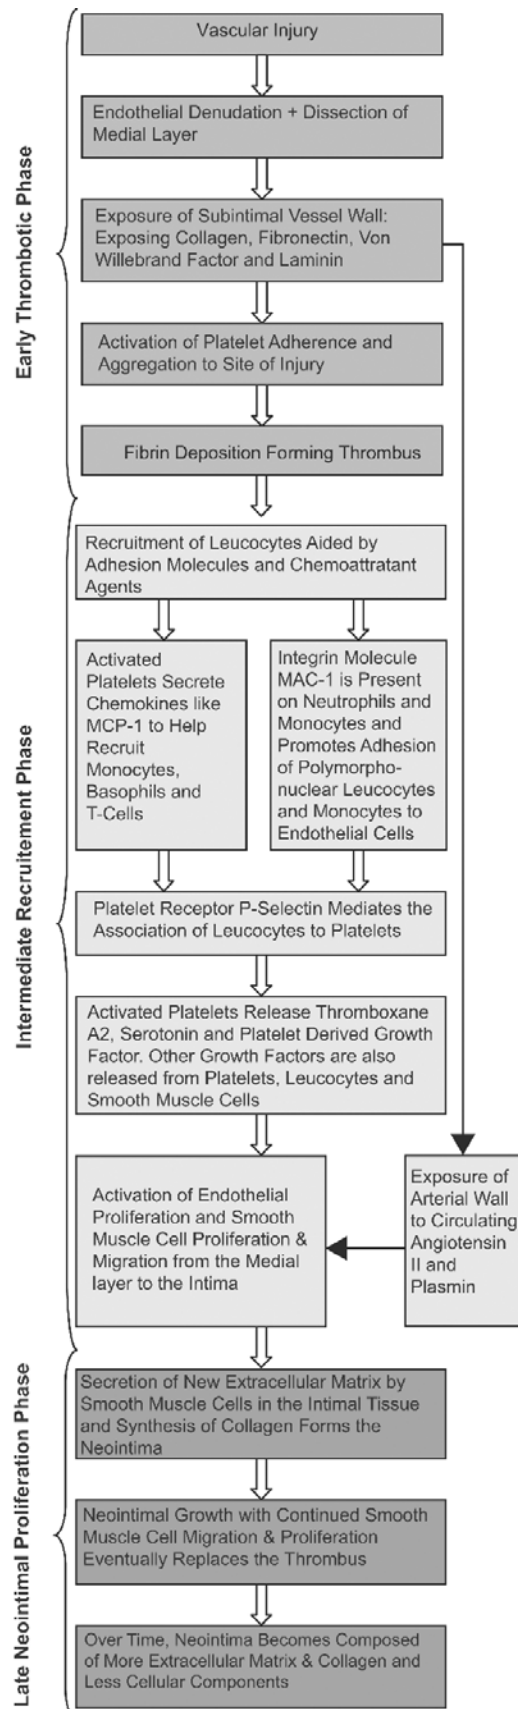 Early Thrombotic Phase
Vascular Injury
Endothelial Denudation + Dissection of
Medial Layer
Exposure of Subintimal Vessel Wall:
Exposing Collagen, Fibronectin, Von
Willebrand Factor and Laminin
Activation of Platelet Adherence and
Aggregation to Site of Injury
Fibrin Deposition Forming Thrombus
Intermediate Recruitement Phase
Recruitment of Leucocytes Aided by
Adhesion Molecules and Chemoattratant
Agents
Activated
Platelets Secrete
Chemokines like
MCP-1 to Help
Recruit
Monocytes,
Basophils and
T-Cells
Integrin Molecule
MAC-1 is Present
on Neutrophils and
Monocytes and
Promotes Adhesion
of Polymorpho-
nuclear Leucocytes
and Monocytes to
Endothelial Cells
Platelet Receptor P-Selectin Mediates the
Association of Leucocytes to Platelets
Activated Platelets Release Thromboxane
A2, Serotonin and Platelet Derived Growth
Factor. Other Growth Factors are also
released from Platelets, Leucocytes and
Smooth Muscle Cells
Activation of Endothelial
Proliferation and Smooth
Muscle Cell Proliferation &
Migration from the Medial
layer to the Intima
Exposure of
Arterial Wall
to Circulating
Angiotensin
II and
Plasmin
Late Neointimal Proliferation Phase
Secretion of New Extracellular Matrix by
Smooth Muscle Cells in the Intimal Tissue
and Synthesis of Collagen Forms the
Neointima
Neointimal Growth with Continued Smooth
Muscle Cell Migration & Proliferation
Eventually Replaces the Thrombus
Over Time, Neointima Becomes Composed
of More Extracellular Matrix & Collagen and
Less Cellular Components